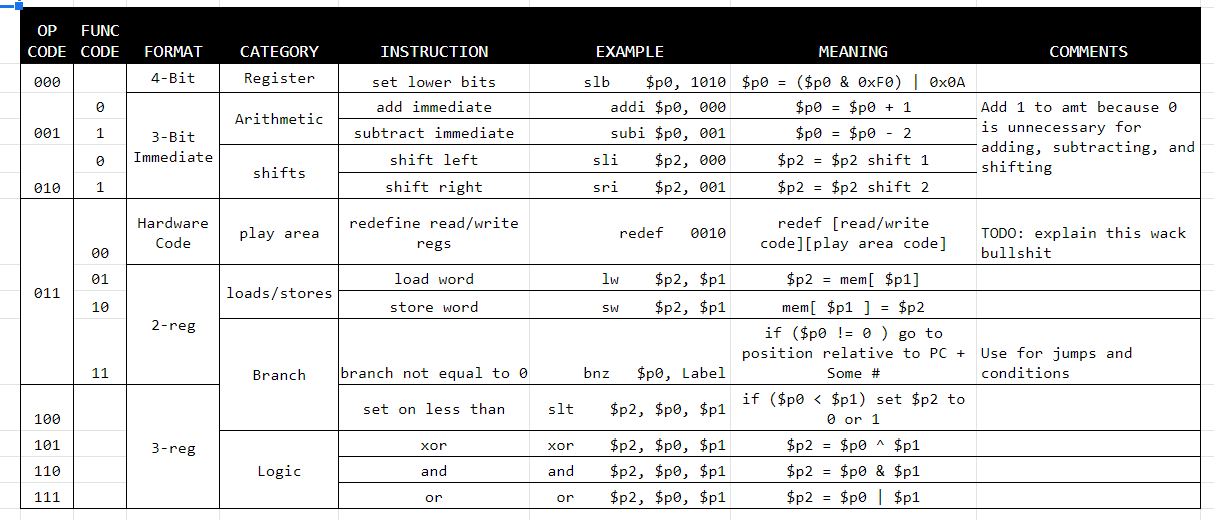 OP CODE FUNC CODE FORMAT CATEGORY INSTRUCTION EXAMPLE MEANING COMMENTS
000 4-Bit Register set lower bits slb $p0, 1010 $p0 = ($p0 & 0xF0) | 0x0A
001 0 3-Bit Immediate Arithmetic add immediate addi $p0, 000 $p0 = $p0 + 1 Add 1 to amt because 0 is unnecessary for adding, subtracting, and shifting
1 subtract immediate subi $p0, 001 $p0 = $p0 - 2
010 0 shifts shift left sli $p2, 000 $p2 = $p2 shift 1
1 shift right sri $p2, 001 $p2 = $p2 shift 2
011 00 Hardware Code play area redefine read/write regs redef 0010 redef [read/write code][play area code] TODO: explain this wack bullshit
01 2-reg loads/stores load word lw $p2, $p1 $p2 = mem[ $p1]
10 store word sw $p2, $p1 mem[ $p1 ] = $p2
11 Branch branch not equal to 0 bnz $p0, Label if ($p0 != 0 ) go to position relative to PC + Some # Use for jumps and conditions
100 3-reg set on less than slt $p2, $p0, $p1 if ($p0 < $p1) set $p2 to 0 or 1
101 Logic xor xor $p2, $p0, $p1 $p2 = $p0 ^ $p1
110 and and $p2, $p0, $p1 $p2 = $p0 & $p1
111 or or $p2, $p0, $p1 $p2 = $p0 | $p1